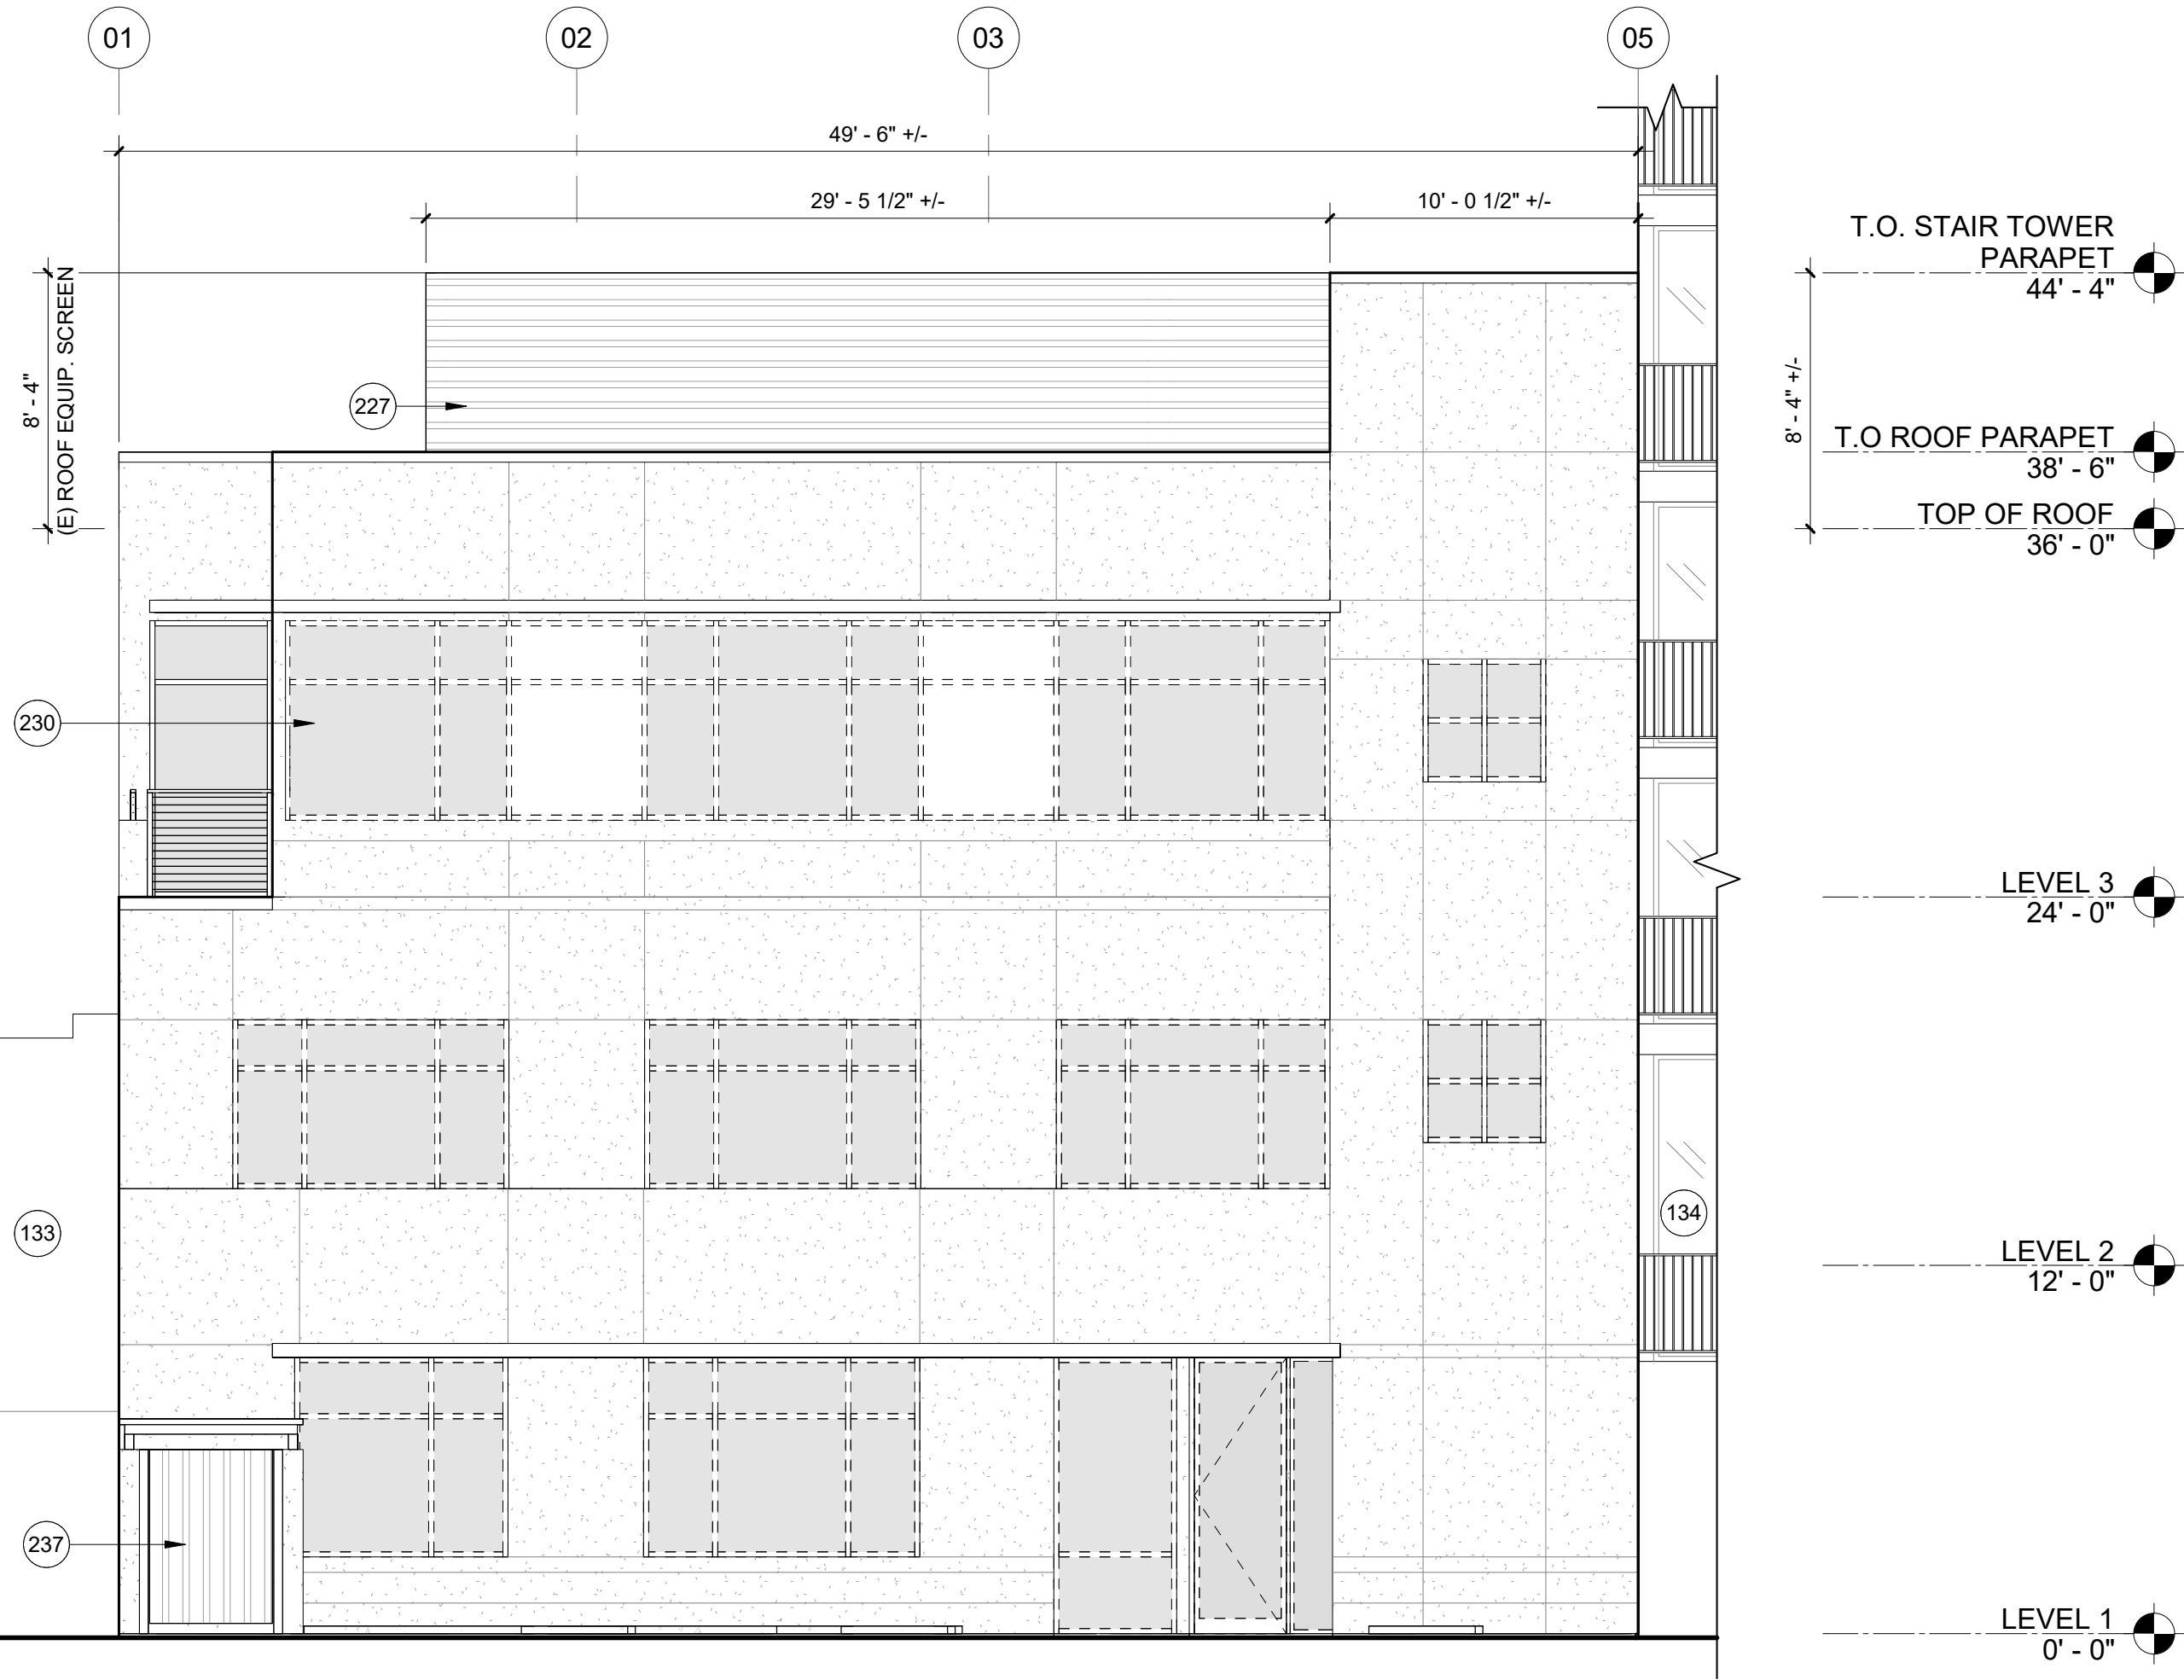 01
02
03
05
49' - 6" +/-
29' - 5 1/2" +/-
10' - 0 1/2" +/-
T.O. STAIR TOWER
PARAPET
44' - 4"
8' - 4"
(E) ROOF EQUIP. SCREEN
227
8' - 4" +/-
T.O ROOF PARAPET
38' - 6"
TOP OF ROOF
36' - 0"
230
LEVEL 3
24' - 0"
133
134
LEVEL 2
12' - 0"
237
LEVEL 1
0' - 0"